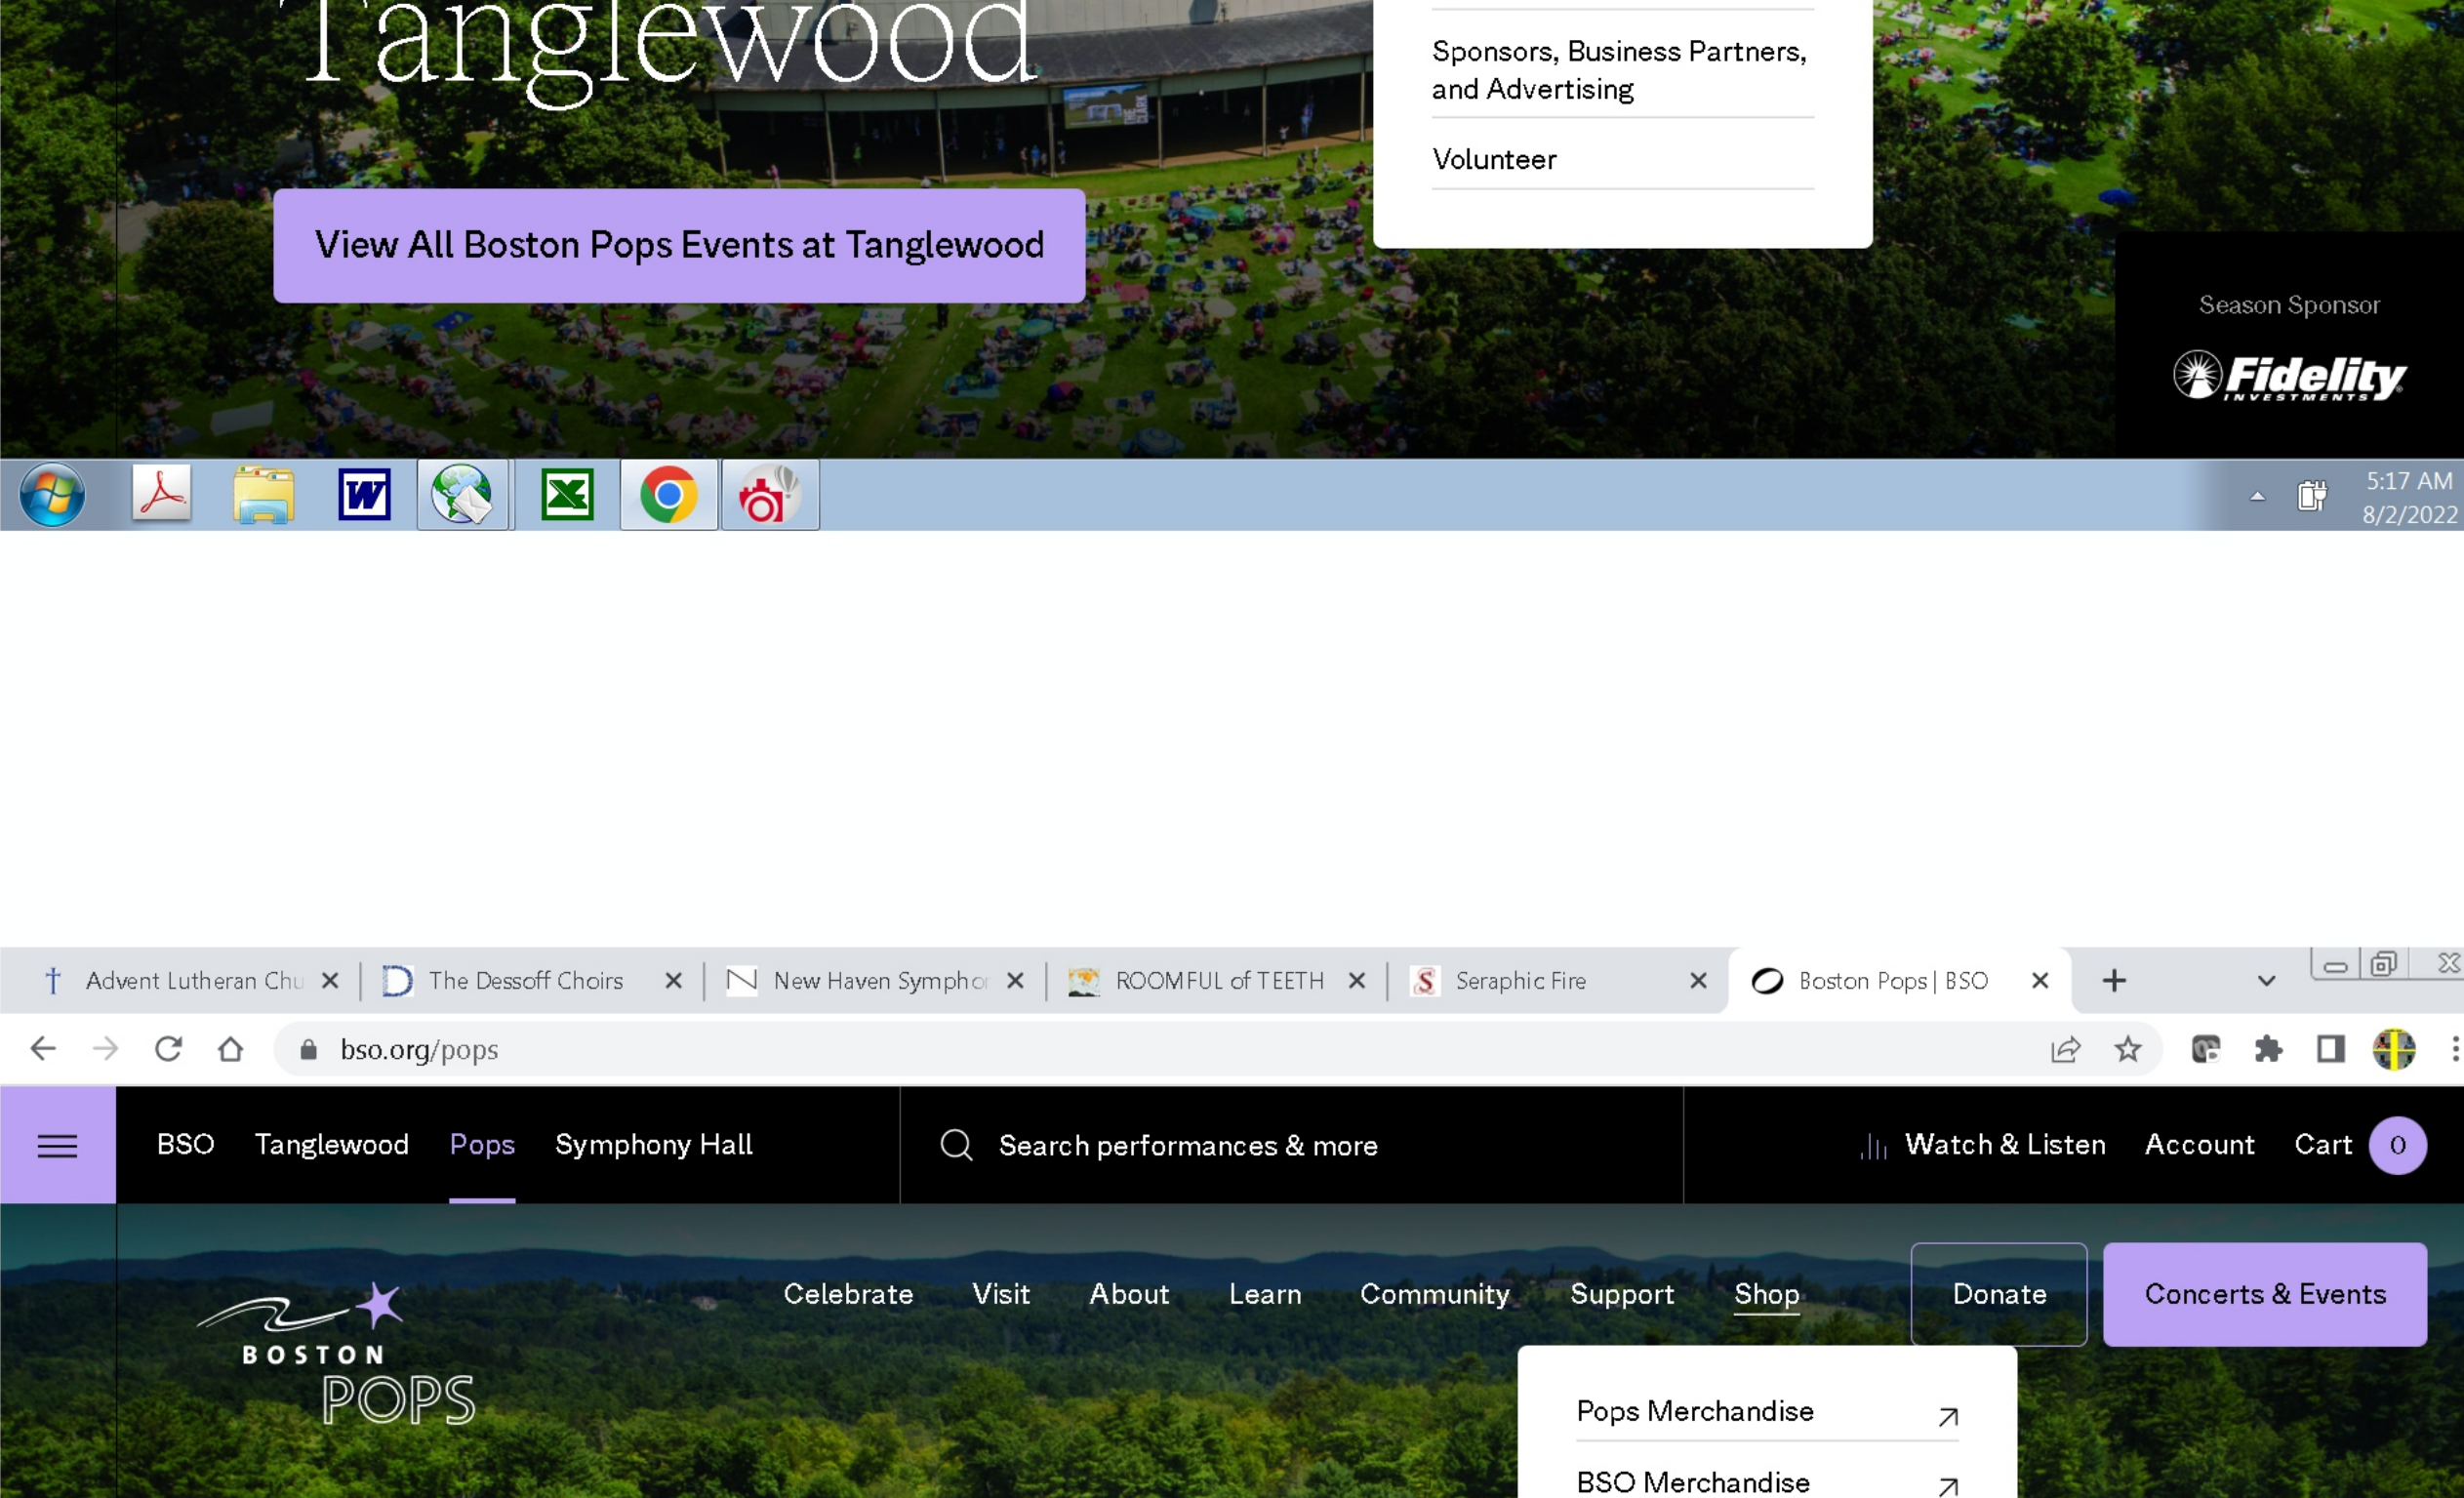 Tanglewood
Sponsors, Business Partners,
and Advertising
Volunteer
View All Boston Pops Events at Tanglewood
Season Sponsor
Fidelity
INVESTMENTS
W
X
5:17 AM
8/2/2022
Advent Lutheran Chu
The Dessoff Choirs
New Haven Symphor
ROOMFUL of TEETH
Seraphic Fire
Boston Pops | BSO
bso.org/pops
BSO Tanglewood Pops Symphony Hall Search performances & more Watch & Listen Account Cart 0
Celebrate Visit About Learn Community Support Shop Donate Concerts & Events
BOSTON
POPS
Pops Merchandise
BSO Merchandise